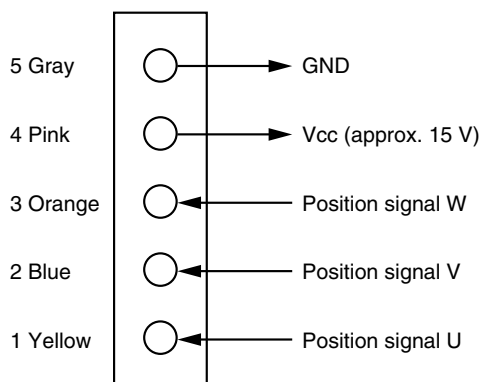 5 Gray GND
4 Pink Vcc (approx. 15 V)
3 Orange Position signal W
2 Blue Position signal V
1 Yellow Position signal U